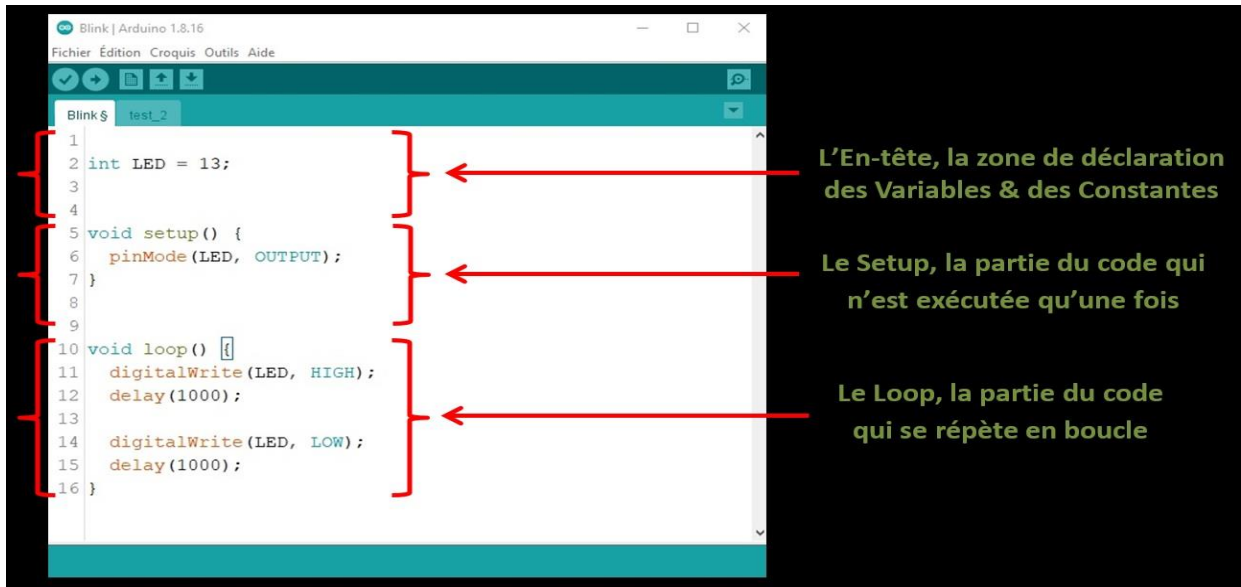 Blink | Arduino 1.8.16
Fichier Édition Croquis Outils Aide
Blink § test_2
1
2 int LED = 13;
3
4
5 void setup() {
6   pinMode(LED, OUTPUT);
7 }
8
9
10 void loop() {
11   digitalWrite(LED, HIGH);
12   delay(1000);
13
14   digitalWrite(LED, LOW);
15   delay(1000);
16 }
L'En-tête, la zone de déclaration
des Variables & des Constantes
Le Setup, la partie du code qui
n'est exécutée qu'une fois
Le Loop, la partie du code
qui se répète en boucle